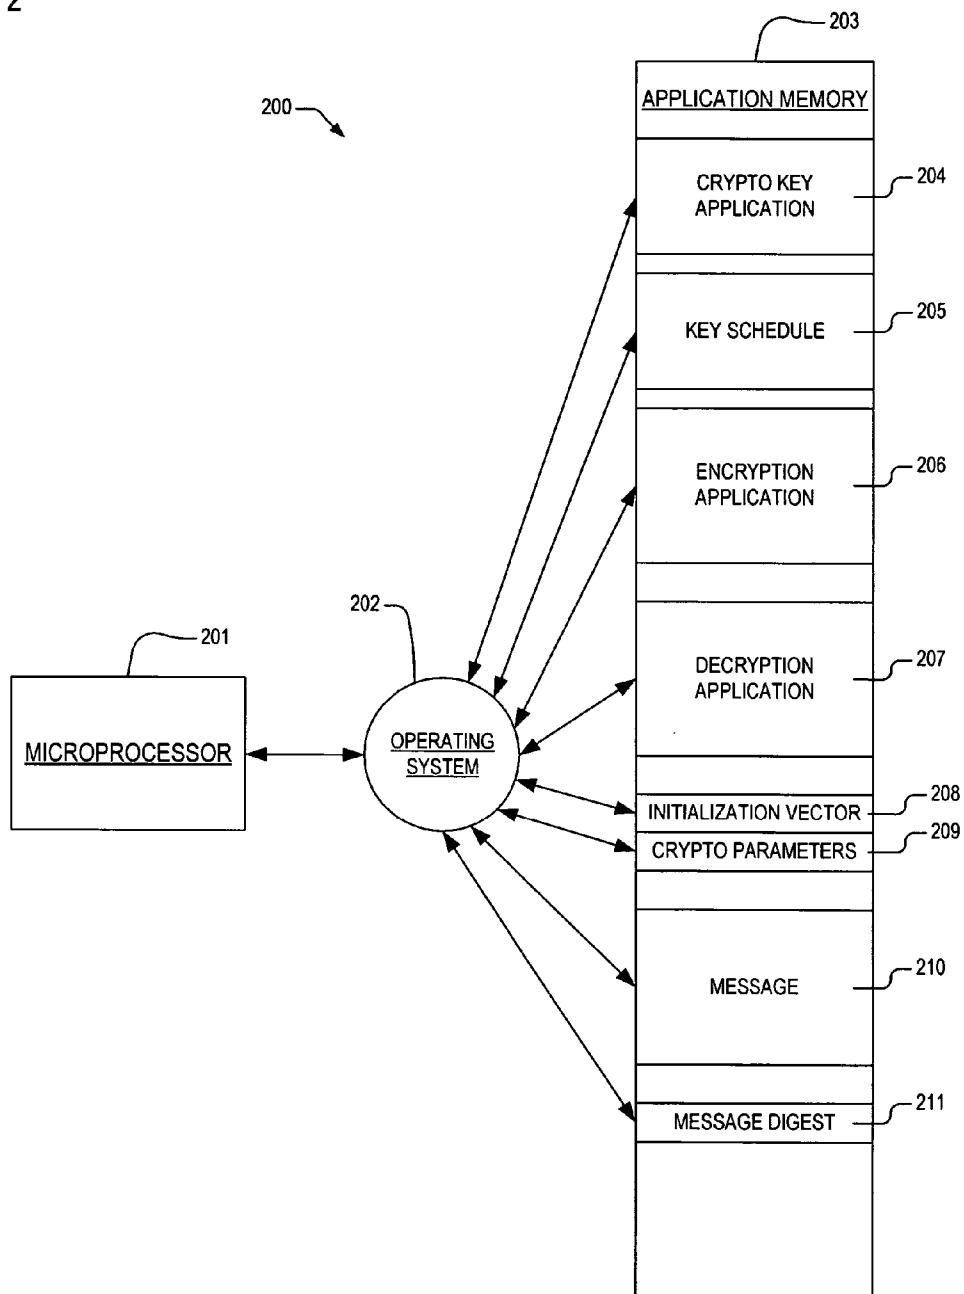 2
203
APPLICATION MEMORY
200
CRYPTO KEY
APPLICATION
204
KEY SCHEDULE
205
ENCRYPTION
APPLICATION
206
202
201
DECRYPTION
APPLICATION
207
MICROPROCESSOR
OPERATING
SYSTEM
INITIALIZATION VECTOR
208
CRYPTO PARAMETERS
209
MESSAGE
210
MESSAGE DIGEST
211